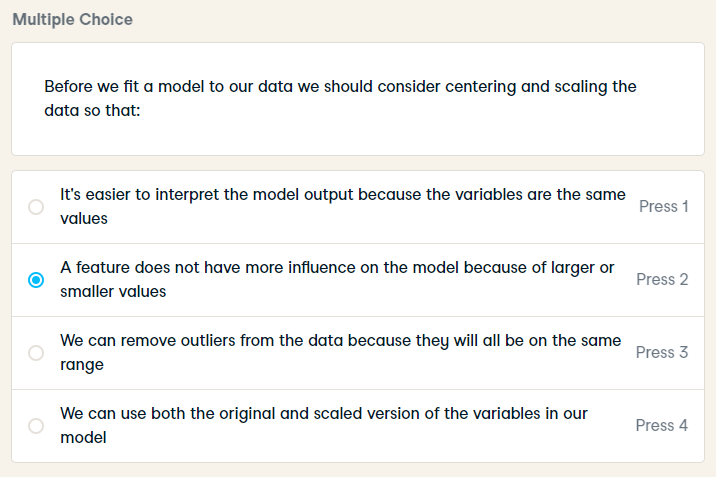 Multiple Choice
Before we fit a model to our data we should consider centering and scaling the
data so that:
It's easier to interpret the model output because the variables are the same
values
Press 1
A feature does not have more influence on the model because of larger or
smaller values
Press 2
We can remove outliers from the data because they will all be on the same
range
Press 3
We can use both the original and scaled version of the variables in our
model
Press 4